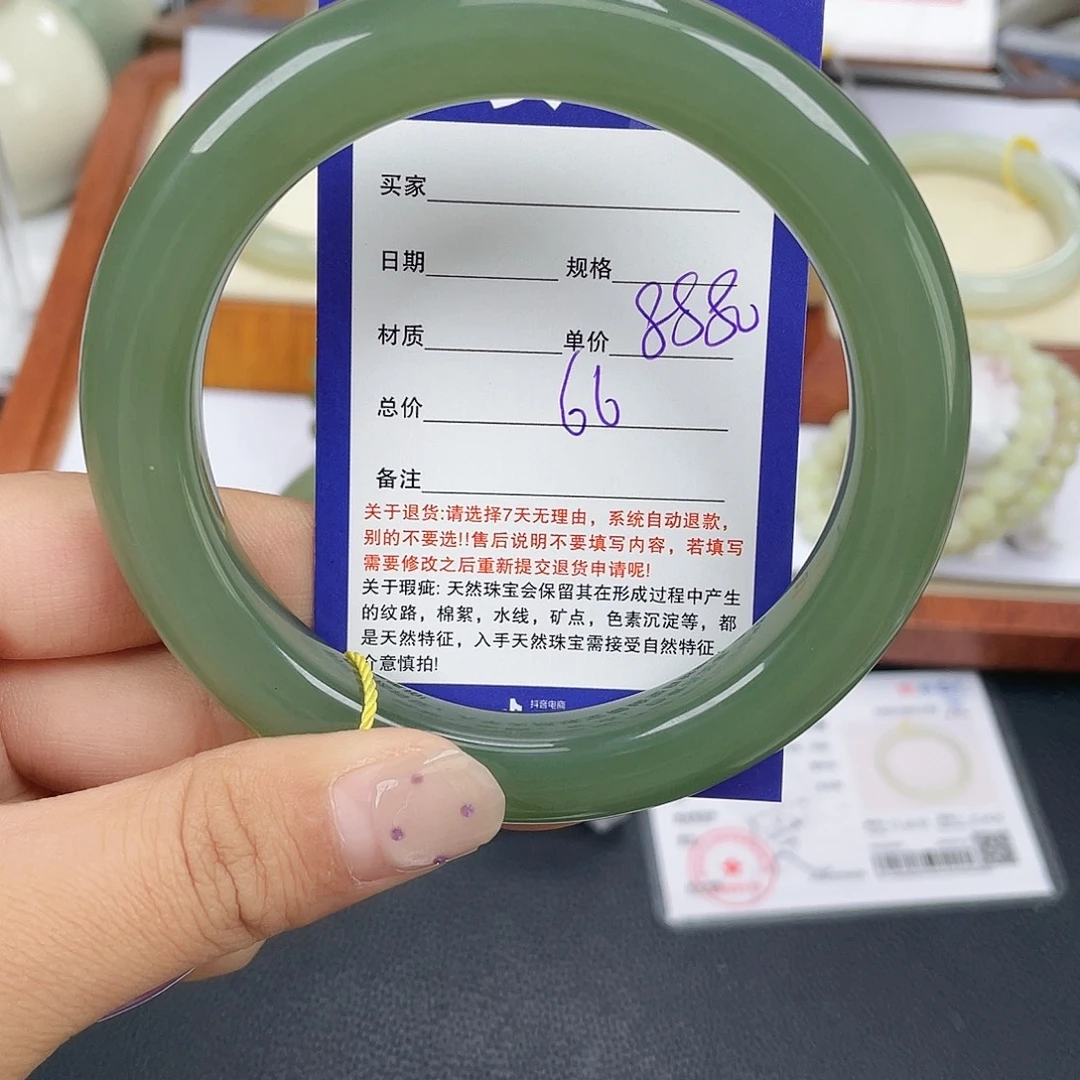 买家
日期 规格
8880
材质 单价
66
总价
备注
关于退货:请选择7天无理由，系统自动退款，
别的不要选!!售后说明不要填写内容，若填写
需要修改之后重新提交退货申请呢!
关于瑕疵: 天然珠宝会保留其在形成过程中产生
的纹路，棉絮，水线，矿点，色素沉淀等，都
是天然特征，入手天然珠宝需接受自然特征
介意慎拍!
抖音电商